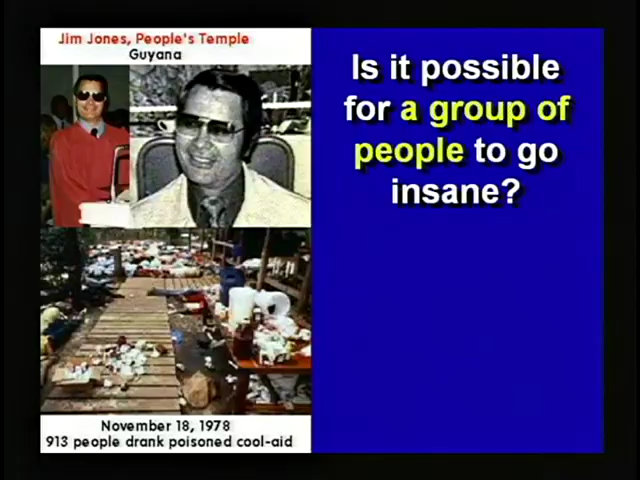 Jim Jones, People's Temple
Guyana
November 18, 1978
913 people drank poisoned cool-aid
Is it possible
for a group of
people to go
insane?